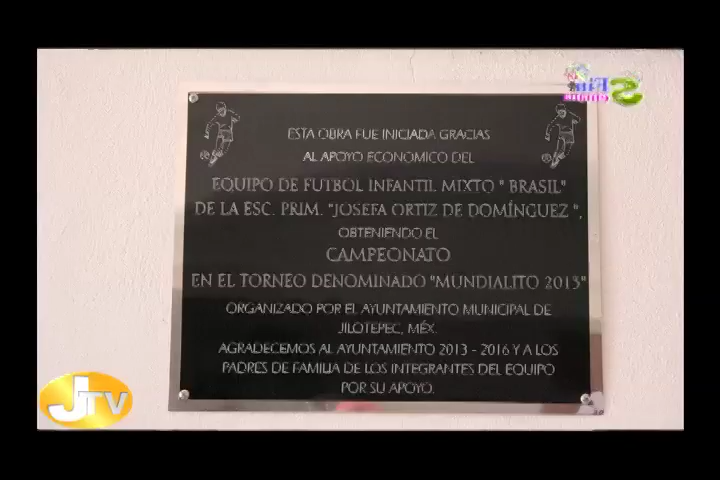 ESTA OBRA FUE INICIADA GRACIAS
AL APOYO ECONOMICO DEL
EQUIPO DE FUTBOL INFANTIL MIXTO " BRASIL"
DE LA ESC. PRIM. "JOSEFA ORTIZ DE DOMÍNGUEZ ",
OBTENIENDO EL
CAMPEONATO
EN EL TORNEO DENOMINADO "MUNDIALITO 2015"
ORGANIZADO POR EL AYUNTAMIENTO MUNICIPAL DE
JILOTEPEC, MÉX.
AGRADECEMOS AL AYUNTAMIENTO 2013 - 2016 Y A LOS
PADRES DE FAMILIA DE LOS INTEGRANTES DEL EQUIPO
POR SU APOYO.
JTV